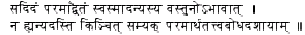 सदिदं परमाद्वैतं स्वस्मादन्यस्य वस्तुनोऽभावात् ।
न ह्यन्यदस्ति किञ्चित् सम्यक् परमार्थतत्त्वबोधदशायाम् ॥